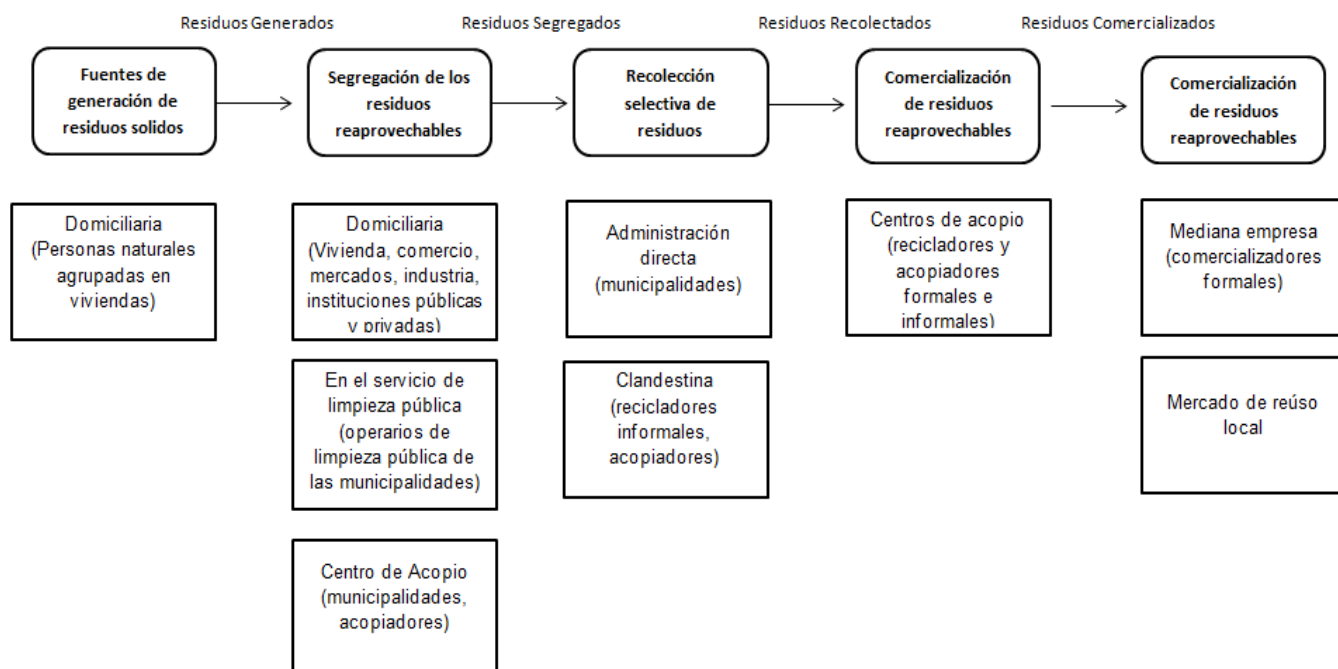 Residuos Generados
Residuos Segregados
Residuos Recolectados
Residuos Comercializados
Fuentes de
generación de
residuos solidos
Segregación de los
residuos
reaprovechables
Recolección
selectiva de
residuos
Comercialización
de residuos
reaprovechables
Comercialización
de residuos
reaprovechables
Domiciliaria
(Personas naturales
agrupadas en
viviendas)
Domiciliaria
(Vivienda, comercio,
mercados, industria,
instituciones públicas
y privadas)
En el servicio de
limpieza pública
(operarios de
limpieza pública de
las municipalidades)
Centro de Acopio
(municipalidades,
acopiadores)
Administración
directa
(municipalidades)
Clandestina
(recicladores
informales,
acopiadores)
Centros de acopio
(recicladores y
acopiadores
formales e
informales)
Mediana empresa
(comercializadores
formales)
Mercado de reúso
local